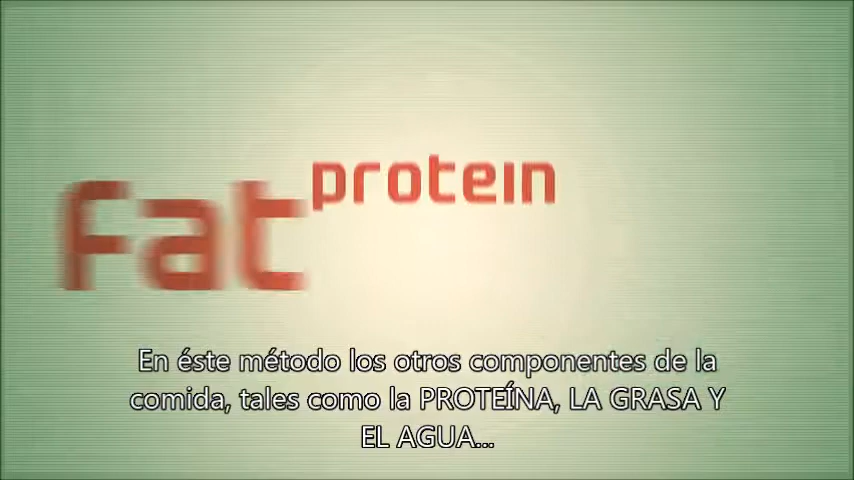 protein
Fat
En éste método los otros componentes de la
comida, tales como la PROTEÍNA, LA GRASA Y
EL AGUA...